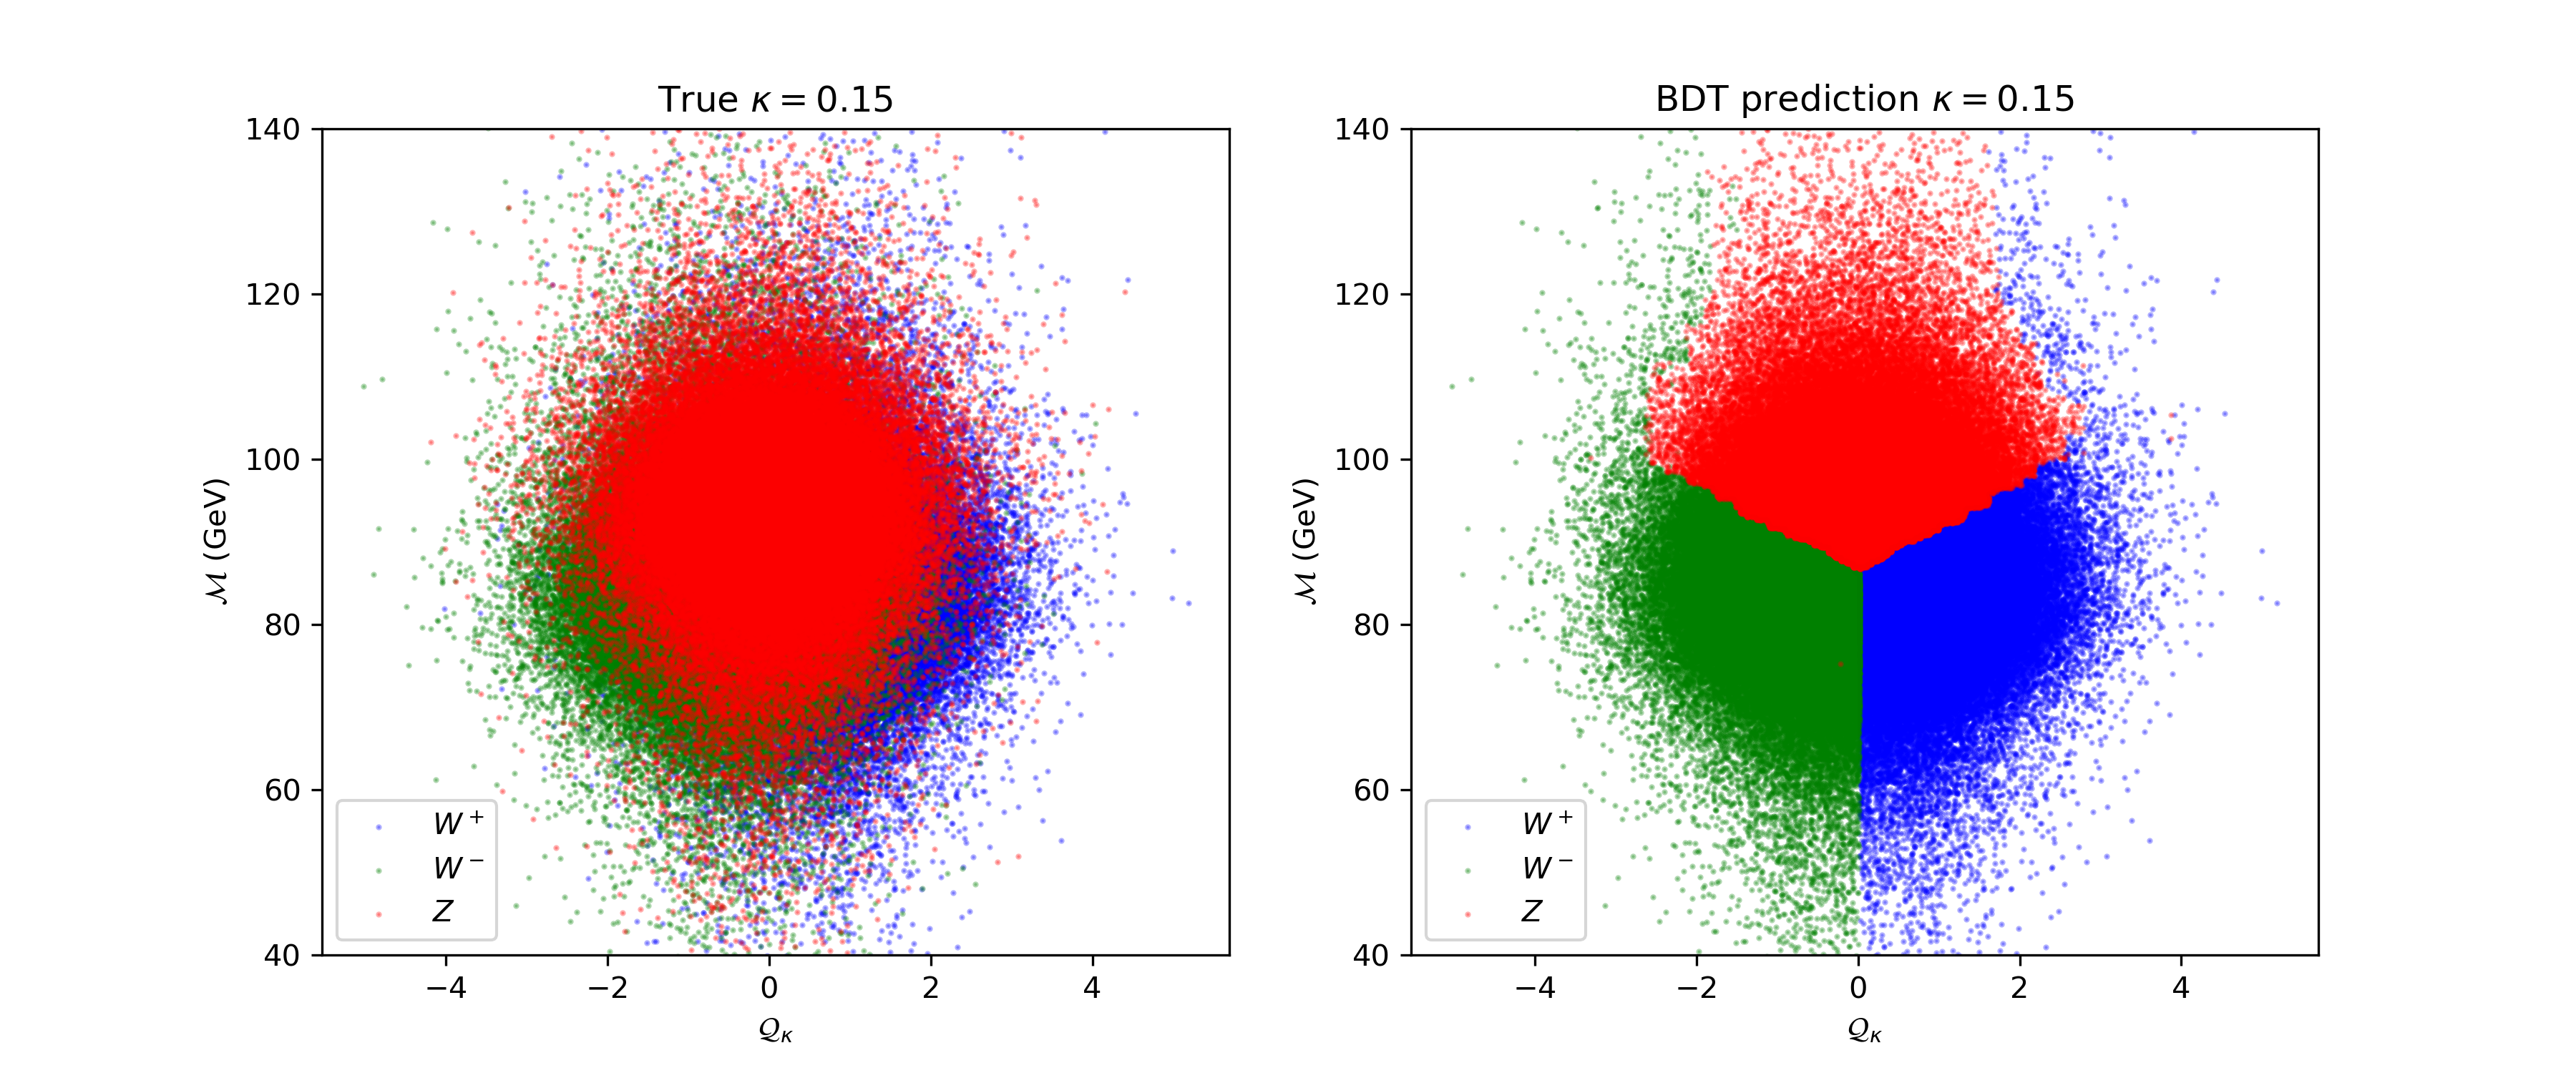 True κ = 0.15
140
120
100
80
60
40
ℳ (GeV)
W⁺
W⁻
Z
−4
−2
0
2
4
𝒬κ
BDT prediction κ = 0.15
140
120
100
80
60
40
ℳ (GeV)
W⁺
W⁻
Z
−4
−2
0
2
4
𝒬κ